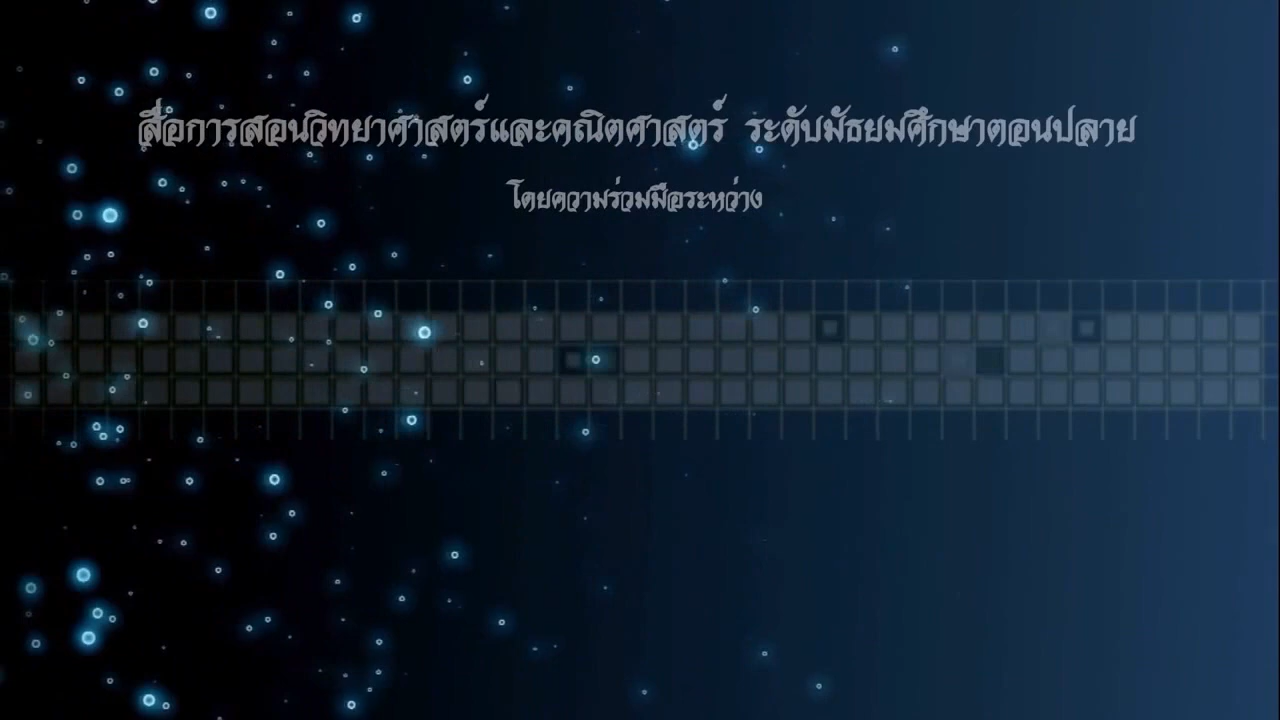 สื่อการสอนวิทยาศาสตร์และคณิตศาสตร์ ระดับมัธยมศึกษาตอนปลาย
โดยความร่วมมือระหว่าง